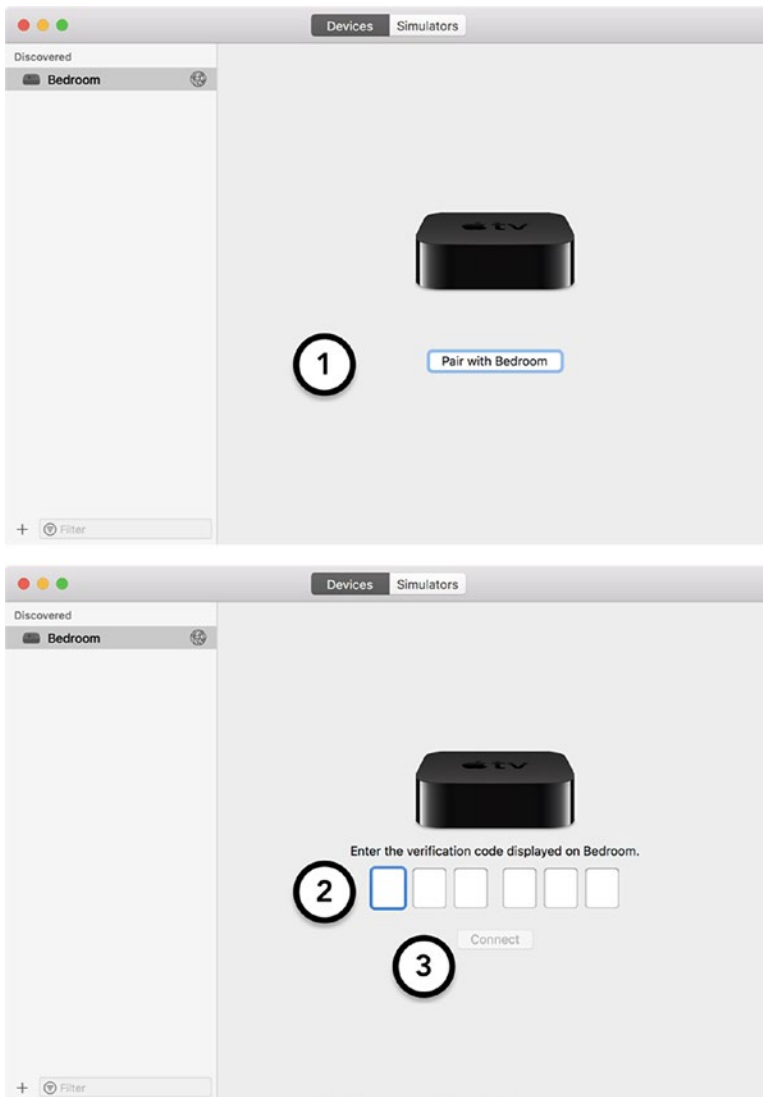 Devices Simulators
Discovered
Bedroom
tv
1
Pair with Bedroom
+ Filter
Devices Simulators
Discovered
Bedroom
tv
Enter the verification code displayed on Bedroom.
2
Connect
3
+ Filter